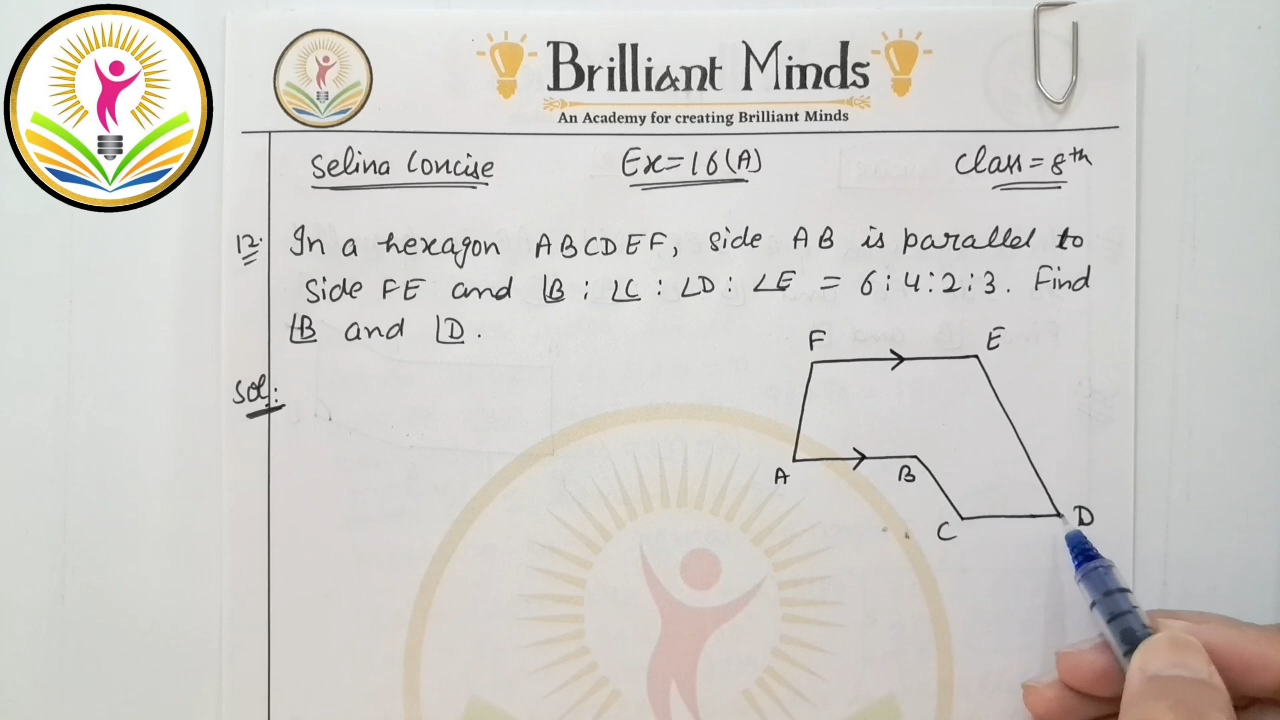 Brilliant Minds
An Academy for creating Brilliant Minds
Selina Concise Ex=16(A) Class=8th
12. In a hexagon ABCDEF, side AB is parallel to
side FE and ∠B : ∠C : ∠D : ∠E = 6:4:2:3. Find
∠B and ∠D.
Sol:
F E
A B
C D